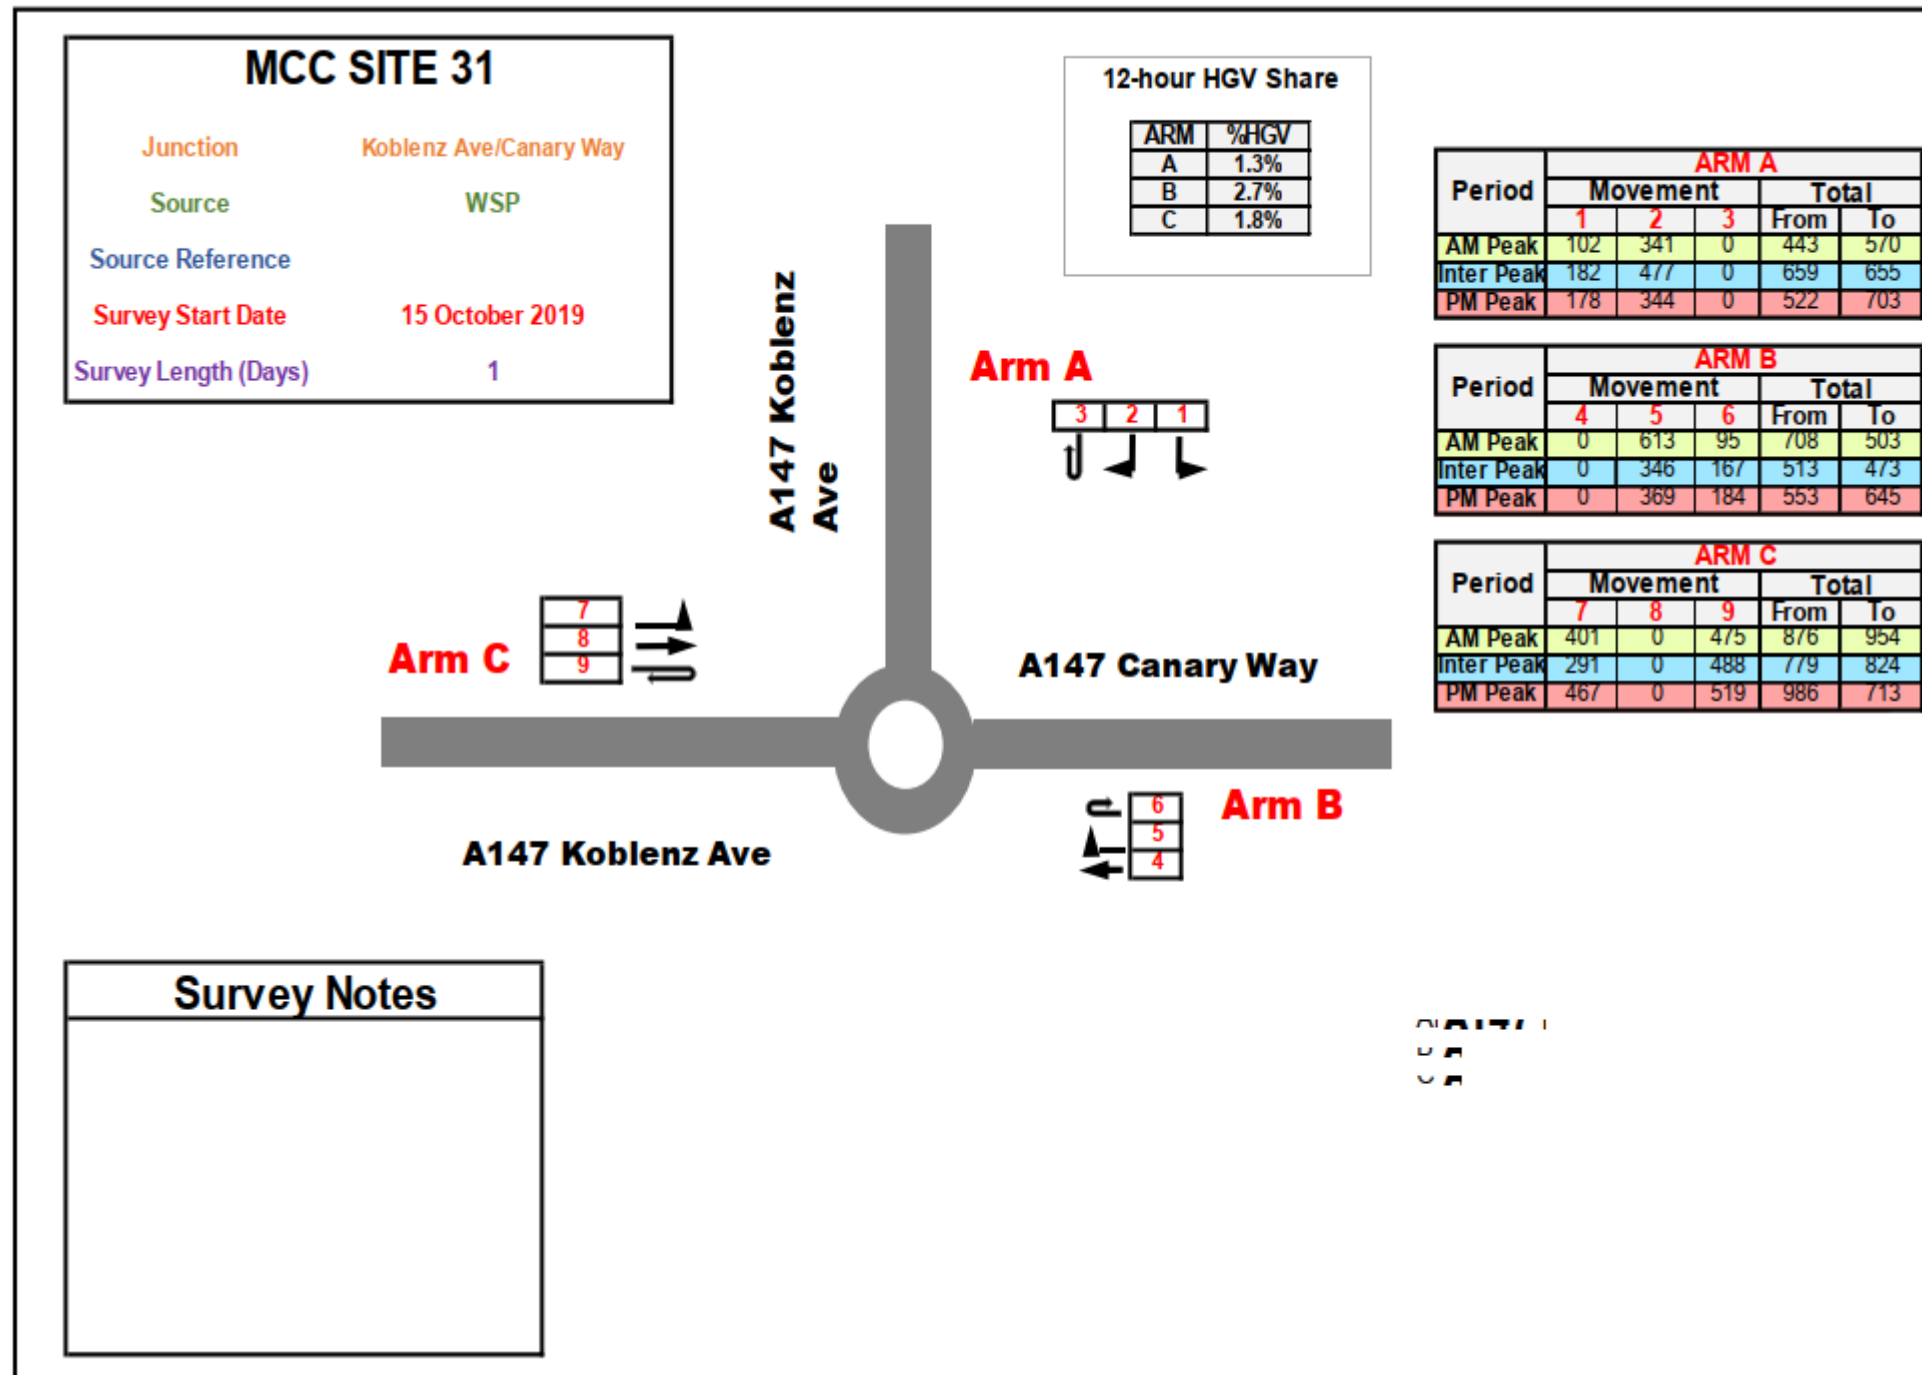 MCC SITE 31
Junction Koblenz Ave/Canary Way
Source WSP
Source Reference
Survey Start Date 15 October 2019
Survey Length (Days) 1
12-hour HGV Share
ARM %HGV
A 1.3%
B 2.7%
C 1.8%
ARM A
Period Movement Total
1 2 3 From To
AM Peak 102 341 0 443 570
Inter Peak 182 477 0 659 655
PM Peak 178 344 0 522 703
ARM B
Period Movement Total
4 5 6 From To
AM Peak 0 613 95 708 503
Inter Peak 0 346 167 513 473
PM Peak 0 369 184 553 645
ARM C
Period Movement Total
7 8 9 From To
AM Peak 401 0 475 876 954
Inter Peak 291 0 488 779 824
PM Peak 467 0 519 986 713
A147 Koblenz
Ave
Arm A
3 2 1
Arm C
7
8
9
A147 Canary Way
Arm B
6
5
4
A147 Koblenz Ave
Survey Notes